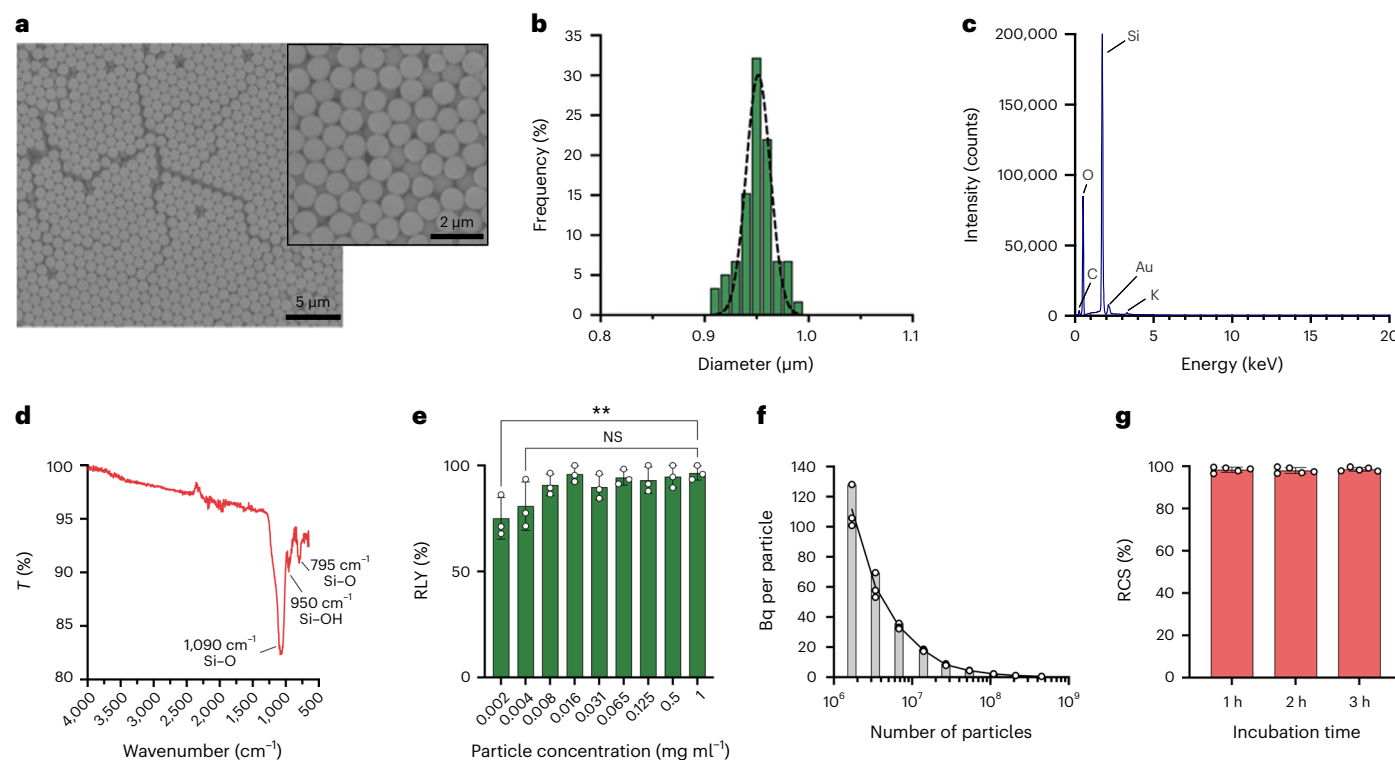 a
5 µm
2 µm
b
Frequency (%)
35
30
25
20
15
10
5
0
0.8
0.9
1.0
1.1
Diameter (µm)
c
Intensity (counts)
200,000
150,000
100,000
50,000
0
Si
O
C
Au
K
0
5
10
15
20
Energy (keV)
d
T (%)
100
95
90
85
80
795 cm⁻¹
Si–O
950 cm⁻¹
Si–OH
1,090 cm⁻¹
Si–O
4,000
3,500
3,000
2,500
2,000
1,500
1,000
500
Wavenumber (cm⁻¹)
e
**
NS
RLY (%)
100
50
0
0.002
0.004
0.008
0.016
0.031
0.065
0.125
0.5
1
Particle concentration (mg ml⁻¹)
f
Bq per particle
140
120
100
80
60
40
20
0
10⁶
10⁷
10⁸
10⁹
Number of particles
g
RCS (%)
100
80
60
40
20
0
1 h
2 h
3 h
Incubation time